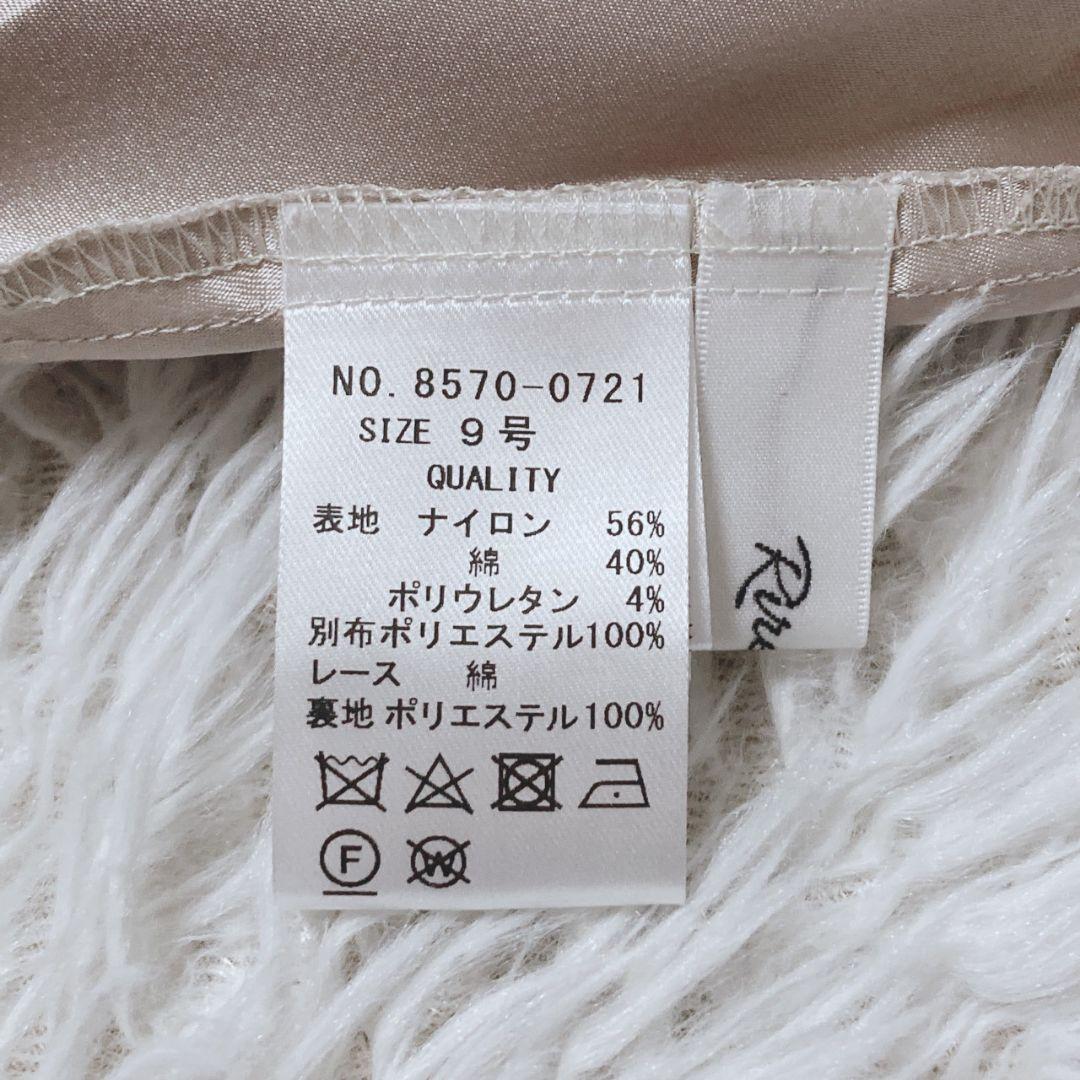 NO. 8570-0721
SIZE 9号
QUALITY
表地 ナイロン 56%
綿 40%
ポリウレタン 4%
別布ポリエステル100%
レース 綿
裏地 ポリエステル100%
F W